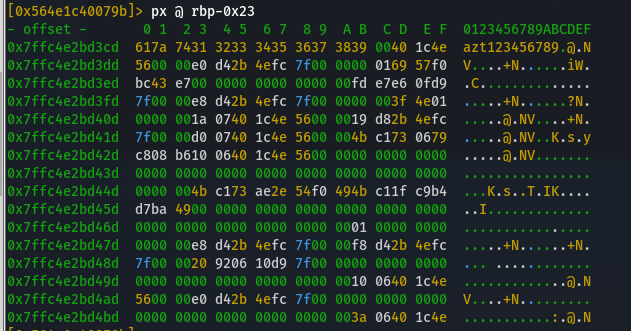 [0x564e1c40079b]> px @ rbp-0x23
- offset -       0 1  2 3  4 5  6 7  8 9  A B  C D  E F  0123456789ABCDEF
0x7ffc4e2bd3cd  617a 7431 3233 3435 3637 3839 0040 1c4e  azt123456789.@.N
0x7ffc4e2bd3dd  5600 00e0 d42b 4efc 7f00 0000 0169 57f0  V....+N......iW.
0x7ffc4e2bd3ed  bc43 e700 0000 0000 0000 00fd e7e6 0fd9  .C..............
0x7ffc4e2bd3fd  7f00 00e8 d42b 4efc 7f00 0000 003f 4e01  .....+N......?N.
0x7ffc4e2bd40d  0000 001a 0740 1c4e 5600 0019 d82b 4efc  .....@.NV....+N.
0x7ffc4e2bd41d  7f00 00d0 0740 1c4e 5600 004b c173 0679  .....@.NV..K.s.y
0x7ffc4e2bd42d  c808 b610 0640 1c4e 5600 0000 0000 0000  .....@.NV.......
0x7ffc4e2bd43d  0000 0000 0000 0000 0000 0000 0000 0000  ................
0x7ffc4e2bd44d  0000 004b c173 ae2e 54f0 494b c11f c9b4  ...K.s..T.IK....
0x7ffc4e2bd45d  d7ba 4900 0000 0000 0000 0000 0000 0000  ..I.............
0x7ffc4e2bd46d  0000 0000 0000 0000 0001 0000 0000 0000  ................
0x7ffc4e2bd47d  0000 00e8 d42b 4efc 7f00 00f8 d42b 4efc  .....+N......+N.
0x7ffc4e2bd48d  7f00 0020 9206 10d9 7f00 0000 0000 0000  ... ............
0x7ffc4e2bd49d  0000 0000 0000 0000 0000 0010 0640 1c4e  .............@.N
0x7ffc4e2bd4ad  5600 00e0 d42b 4efc 7f00 0000 0000 0000  V....+N.........
0x7ffc4e2bd4bd  0000 0000 0000 0000 0000 003a 0640 1c4e  ...........:.@.N